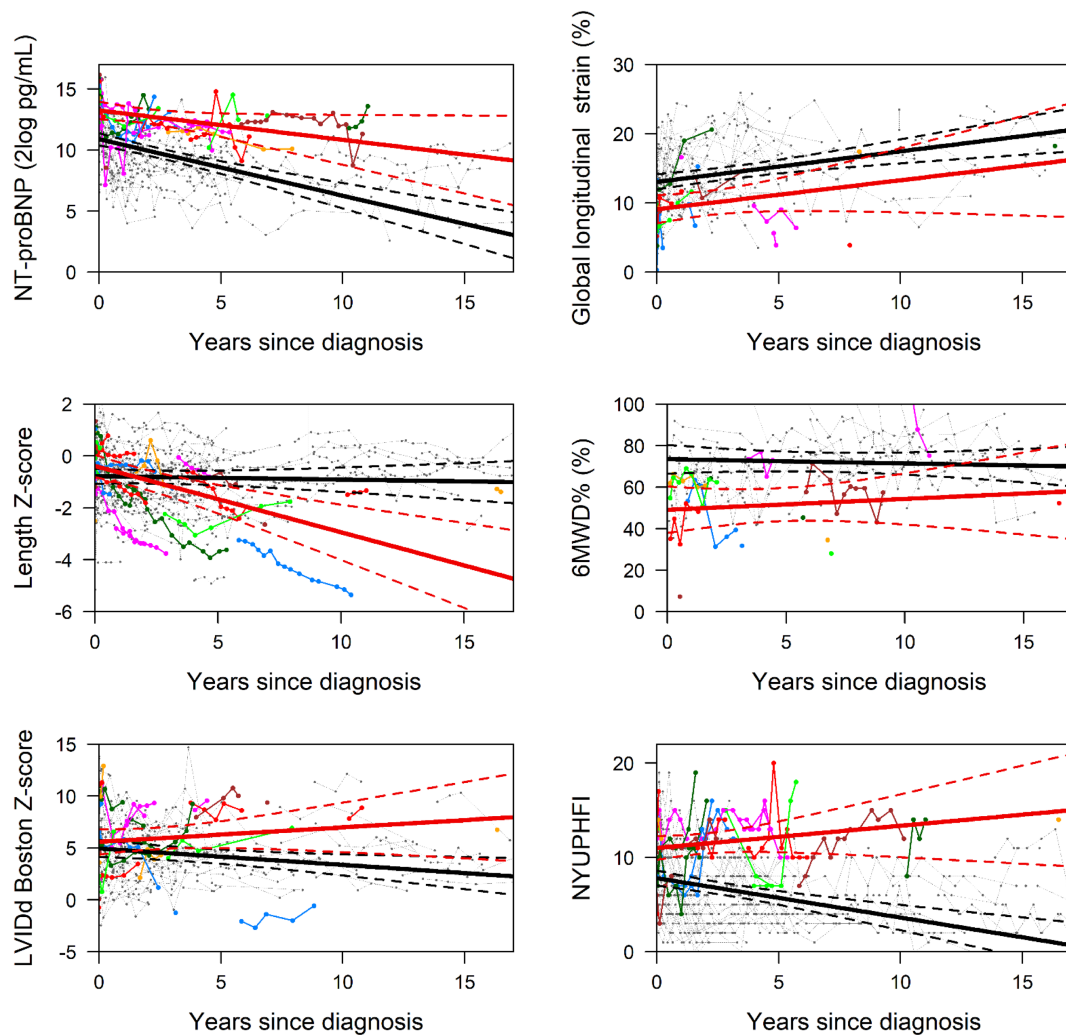 NT-proBNP (2log pg/mL)
15
10
5
0
0 5 10 15
Years since diagnosis
Global longitudinal strain (%)
30
20
10
0
0 5 10 15
Years since diagnosis
Length Z-score
2
0
-2
-4
-6
0 5 10 15
Years since diagnosis
6MWD% (%)
100
80
60
40
20
0
0 5 10 15
Years since diagnosis
LVIDd Boston Z-score
15
10
5
0
-5
0 5 10 15
Years since diagnosis
NYUPHFI
20
10
0
0 5 10 15
Years since diagnosis